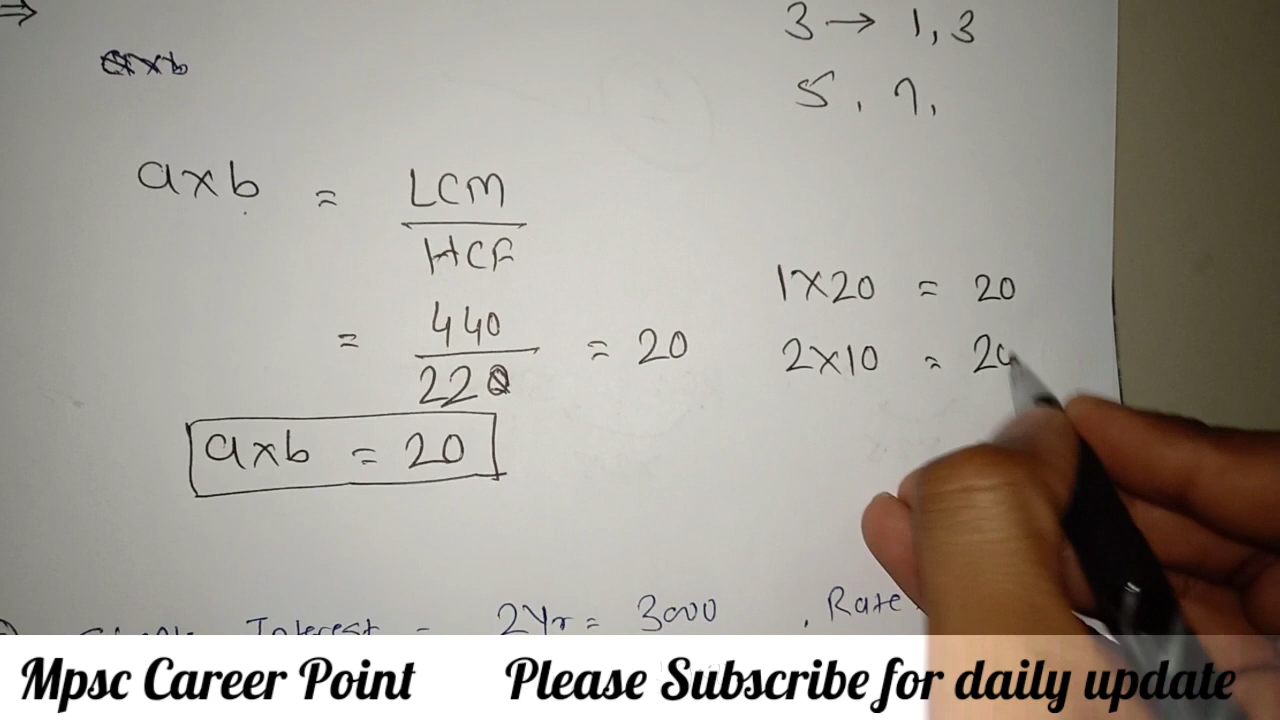 ⇒
3 → 1, 3
a×b
5, 7,
a×b = LCM
HCF
1×20 = 20
= 440 = 20
220
2×10 =
a×b = 20
Interest = 2Yr = 3000 , Rate
Mpsc Career Point Please Subscribe for daily update